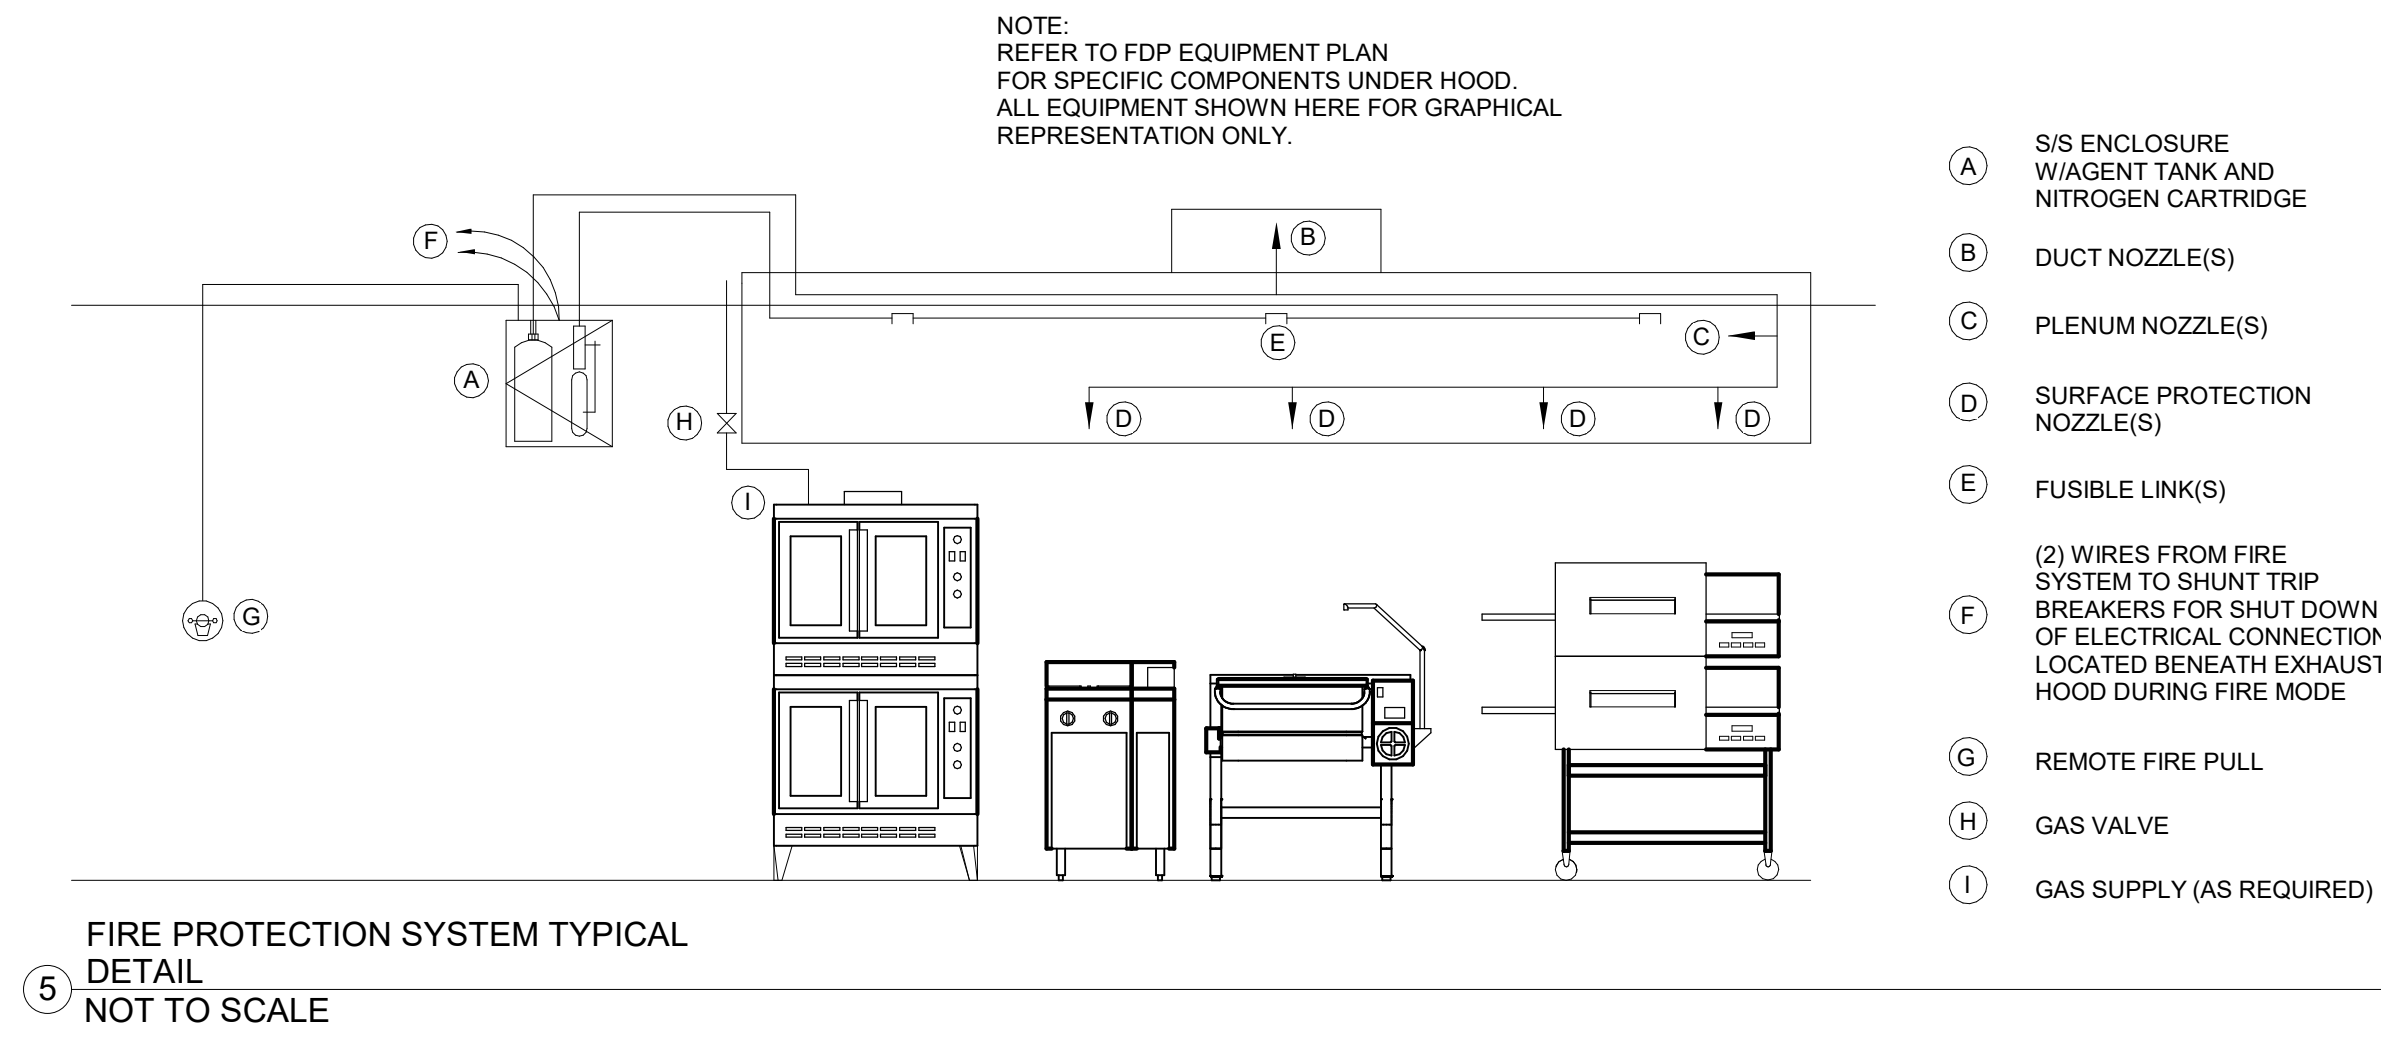 NOTE:
REFER TO FDP EQUIPMENT PLAN
FOR SPECIFIC COMPONENTS UNDER HOOD.
ALL EQUIPMENT SHOWN HERE FOR GRAPHICAL
REPRESENTATION ONLY.
F
B
A
E
C
H
D
D
D
D
I
G
A
S/S ENCLOSURE
W/AGENT TANK AND
NITROGEN CARTRIDGE
B
DUCT NOZZLE(S)
C
PLENUM NOZZLE(S)
D
SURFACE PROTECTION
NOZZLE(S)
E
FUSIBLE LINK(S)
F
(2) WIRES FROM FIRE
SYSTEM TO SHUNT TRIP
BREAKERS FOR SHUT DOWN
OF ELECTRICAL CONNECTION
LOCATED BENEATH EXHAUST
HOOD DURING FIRE MODE
G
REMOTE FIRE PULL
H
GAS VALVE
I
GAS SUPPLY (AS REQUIRED)
5
FIRE PROTECTION SYSTEM TYPICAL
DETAIL
NOT TO SCALE